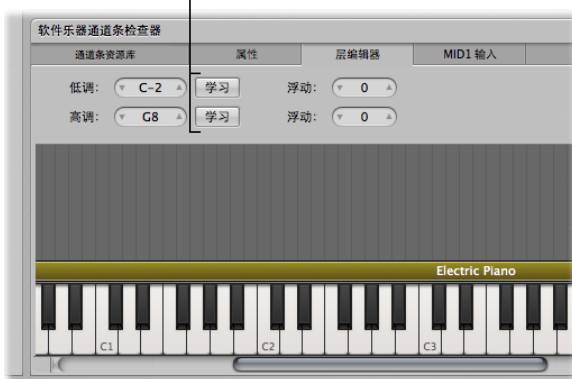 软件乐器通道条检查器
通道条资源库 属性 层编辑器 MIDI 输入
低调: C-2 学习 浮动: 0
高调: G8 学习 浮动: 0
Electric Piano
C1 C2 C3